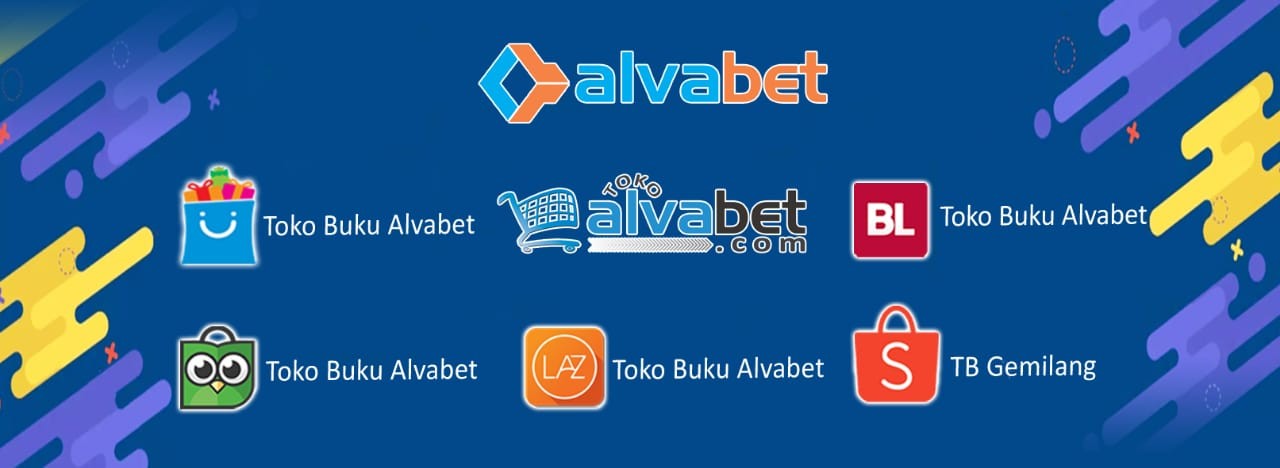 alvabet
Toko Buku Alvabet
TOKO
alvabet
.com
BL
Toko Buku Alvabet
Toko Buku Alvabet
LAZ
Toko Buku Alvabet
S
TB Gemilang